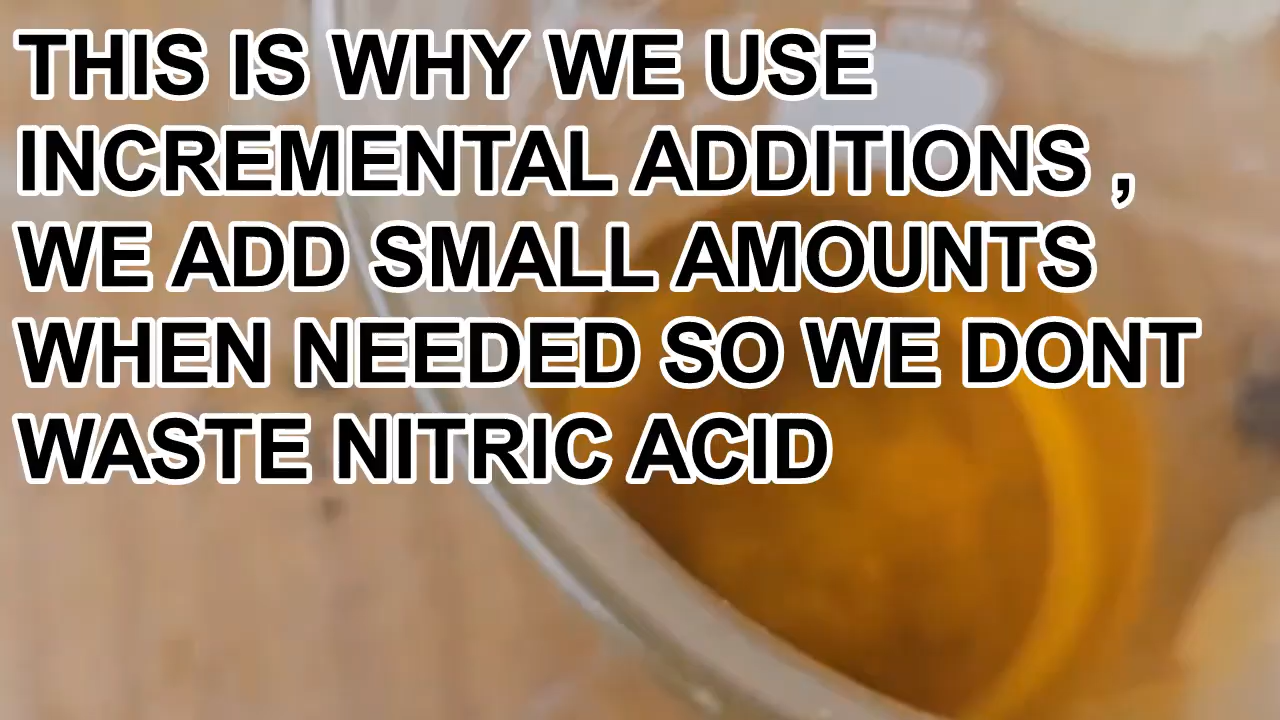 THIS IS WHY WE USE
INCREMENTAL ADDITIONS ,
WE ADD SMALL AMOUNTS
WHEN NEEDED SO WE DONT
WASTE NITRIC ACID